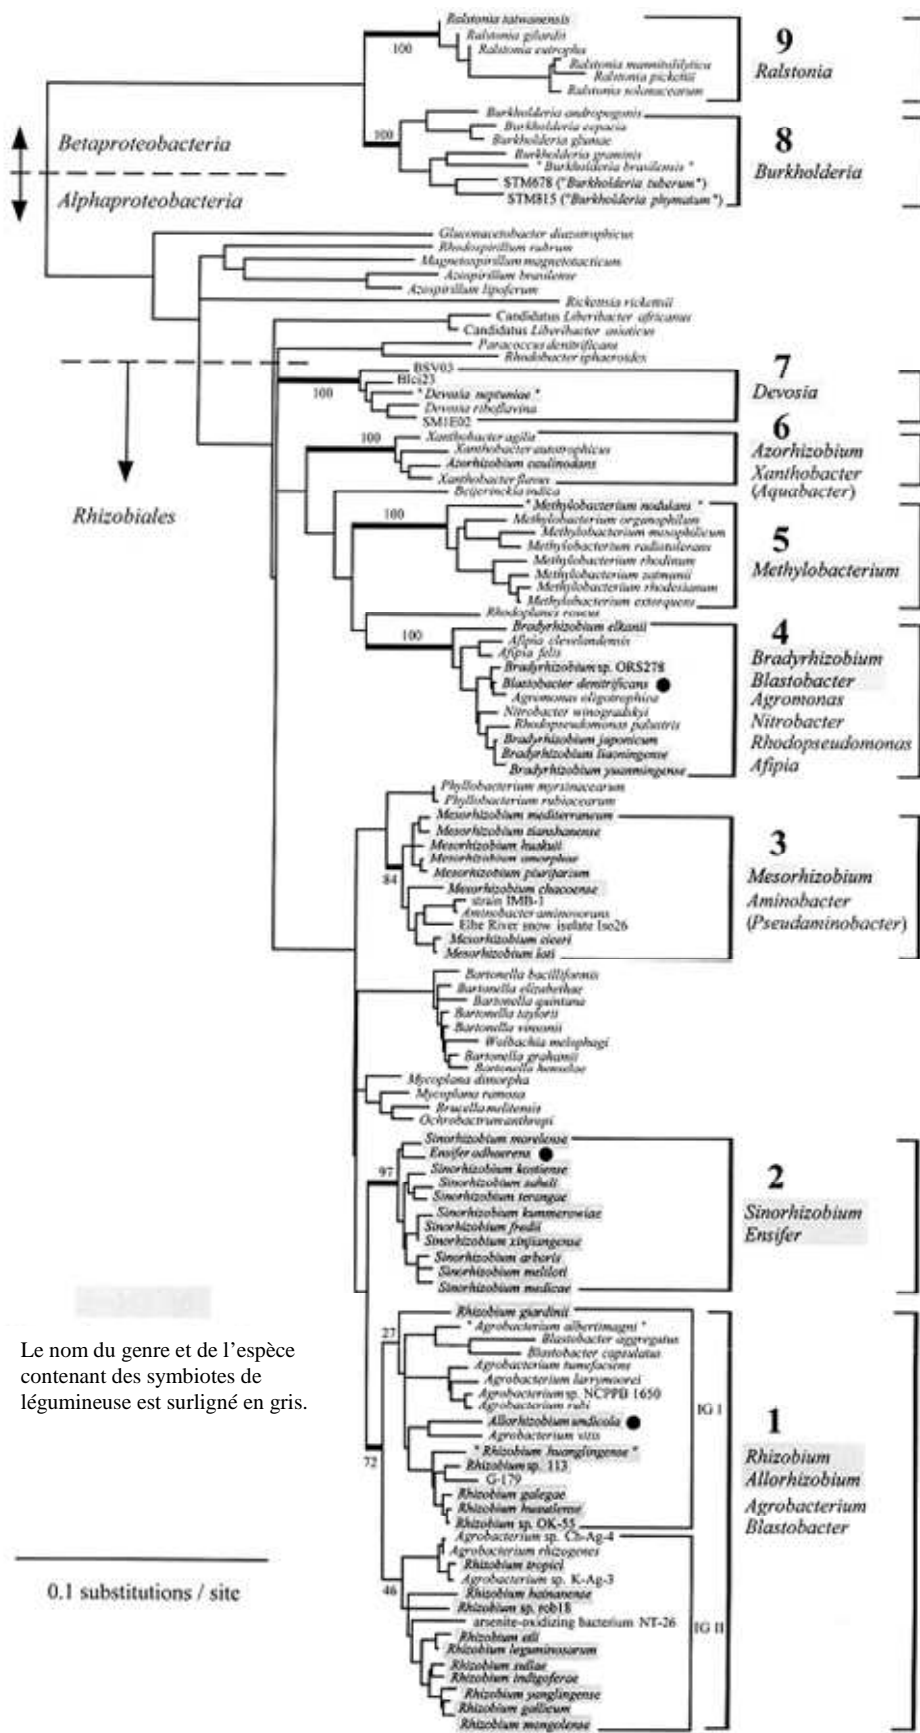 Ralstonia taiwanensis
Ralstonia gilardii
Ralstonia eutropha
Ralstonia mannitolilytica
Ralstonia pickettii
Ralstonia solanacearum
100
9
Ralstonia
Burkholderia andropogonis
Burkholderia cepacia
Burkholderia glumae
Burkholderia graminis
"Burkholderia brasilensis"
STM678 ("Burkholderia tuberum")
STM815 ("Burkholderia phymatum")
100
8
Burkholderia
Betaproteobacteria
Alphaproteobacteria
Gluconacetobacter diazotrophicus
Rhodospirillum rubrum
Magnetospirillum magnetotacticum
Azospirillum brasilense
Azospirillum lipoferum
Rickettsia rickettsii
Candidatus Liberibacter africanus
Candidatus Liberibacter asiaticus
Paracoccus denitrificans
Rhodobacter sphaeroides
BSV03
Blci23
"Devosia neptuniae"
Devosia riboflavina
SM1E02
100
7
Devosia
Xanthobacter agilis
Xanthobacter autotrophicus
Azorhizobium caulinodans
Xanthobacter flavus
100
6
Azorhizobium
Xanthobacter
(Aquabacter)
Rhizobiales
Beijerinckia indica
"Methylobacterium nodulans"
Methylobacterium organophilum
Methylobacterium mesophilicum
Methylobacterium radiotolerans
Methylobacterium rhodinum
Methylobacterium zatmanii
Methylobacterium rhodesianum
Methylobacterium extorquens
100
5
Methylobacterium
Rhodoplanes roseus
Bradyrhizobium elkanii
Afipia clevelandensis
Afipia felis
Bradyrhizobium sp. ORS278
Blastobacter denitrificans
Agromonas oligotrophica
Nitrobacter winogradskyi
Rhodopseudomonas palustris
Bradyrhizobium japonicum
Bradyrhizobium liaoningense
Bradyrhizobium yuanmingense
100
4
Bradyrhizobium
Blastobacter
Agromonas
Nitrobacter
Rhodopseudomonas
Afipia
Phyllobacterium myrsinacearum
Phyllobacterium rubiacearum
Mesorhizobium mediterraneum
Mesorhizobium tianshanense
Mesorhizobium huakuii
Mesorhizobium amorphae
Mesorhizobium plurifarium
Mesorhizobium chacoense
strain IMB-1
Aminobacter aminovorans
Elbe River snow isolate Iso26
Mesorhizobium ciceri
Mesorhizobium loti
84
3
Mesorhizobium
Aminobacter
(Pseudaminobacter)
Bartonella bacilliformis
Bartonella elizabethae
Bartonella quintana
Bartonella taylorii
Bartonella vinsonii
Wolbachia melophagi
Bartonella grahamii
Bartonella henselae
Mycoplana dimorpha
Mycoplana ramosa
Brucella melitensis
Ochrobactrum anthropi
Sinorhizobium morelense
Ensifer adhaerens
Sinorhizobium kostiense
Sinorhizobium saheli
Sinorhizobium terangae
Sinorhizobium kummerowiae
Sinorhizobium fredii
Sinorhizobium xinjiangense
Sinorhizobium arboris
Sinorhizobium meliloti
Sinorhizobium medicae
97
2
Sinorhizobium
Ensifer
Le nom du genre et de l'espèce
contenant des symbiotes de
légumineuse est surligné en gris.
Rhizobium giardinii
"Agrobacterium albertimagni"
Blastobacter aggregatus
Blastobacter capsulatus
Agrobacterium tumefaciens
Agrobacterium larrymoorei
Agrobacterium sp. NCPPB 1650
Agrobacterium rubi
Allorhizobium undicola
Agrobacterium vitis
"Rhizobium huanglingense"
Rhizobium sp. 113
G-179
Rhizobium galegae
Rhizobium huautlense
Rhizobium sp. OK-55
27
72
IG I
1
Rhizobium
Allorhizobium
Agrobacterium
Blastobacter
Agrobacterium sp. Ch-Ag-4
Agrobacterium rhizogenes
Rhizobium tropici
Agrobacterium sp. K-Ag-3
Rhizobium hainanense
Rhizobium sp. rob18
arsenite-oxidizing bacterium NT-26
Rhizobium etli
Rhizobium leguminosarum
Rhizobium sullae
Rhizobium indigoferae
Rhizobium yanglingense
Rhizobium gallicum
Rhizobium mongolense
46
IG II
0.1 substitutions / site